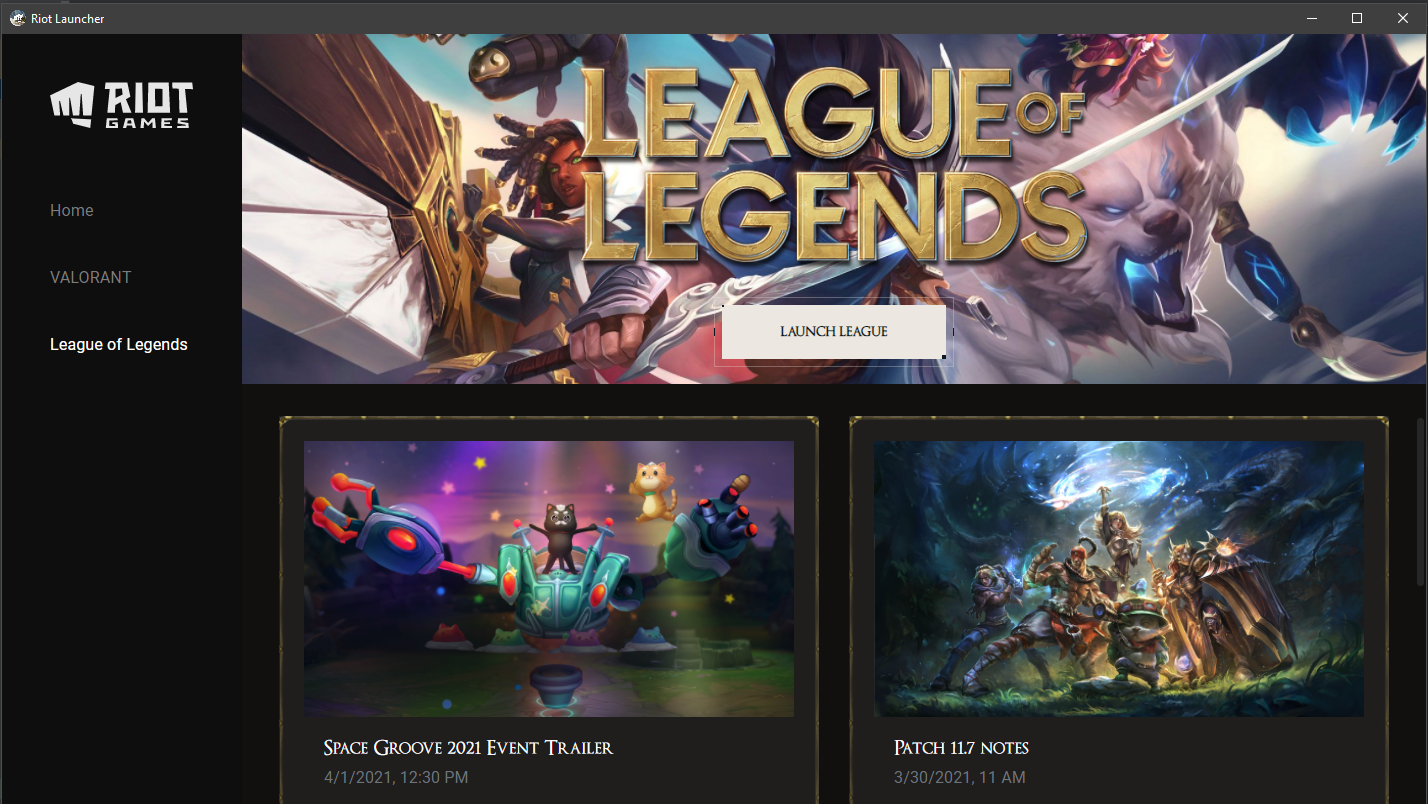 Riot Launcher
RIOT
GAMES
Home
VALORANT
League of Legends
LEAGUE OF
LEGENDS
LAUNCH LEAGUE
Space Groove 2021 Event Trailer
4/1/2021, 12:30 PM
Patch 11.7 notes
3/30/2021, 11 AM